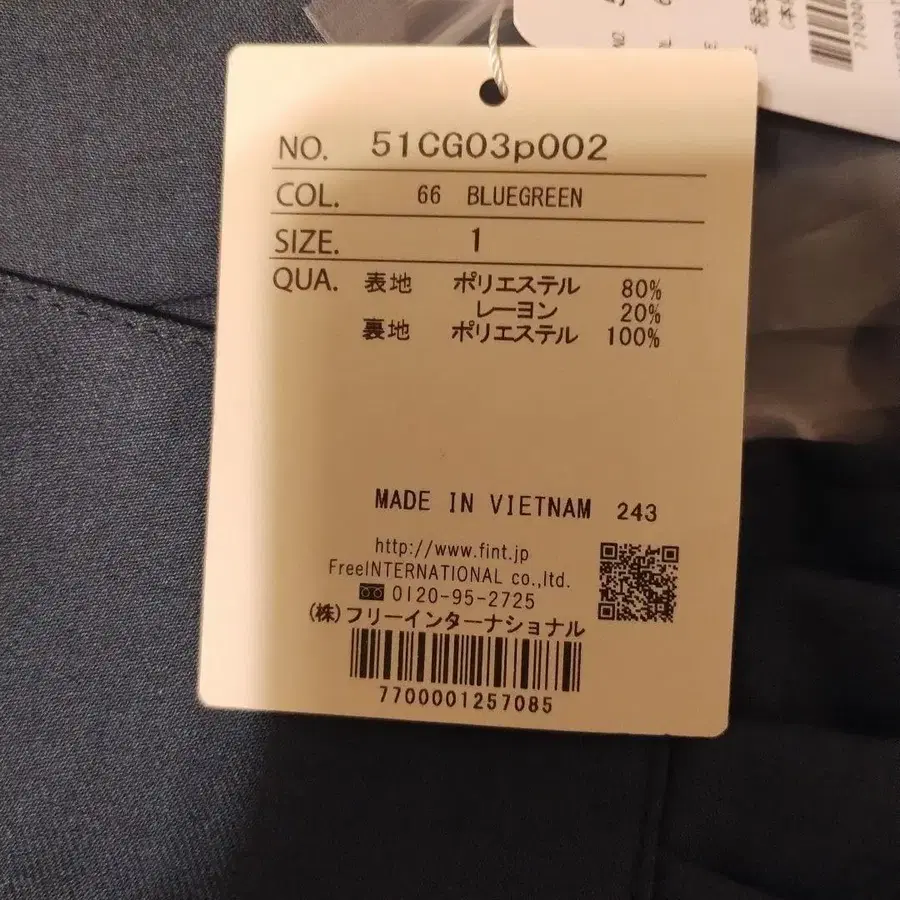 NO. 51CG03p002
COL. 66 BLUEGREEN
SIZE. 1
QUA. 表地 ポリエステル 80%
レーヨン 20%
裏地 ポリエステル 100%
MADE IN VIETNAM 243
http://www.fint.jp
FreeINTERNATIONAL co.,ltd.
0120-95-2725
(株)フリーインターナショナル
7700001257085